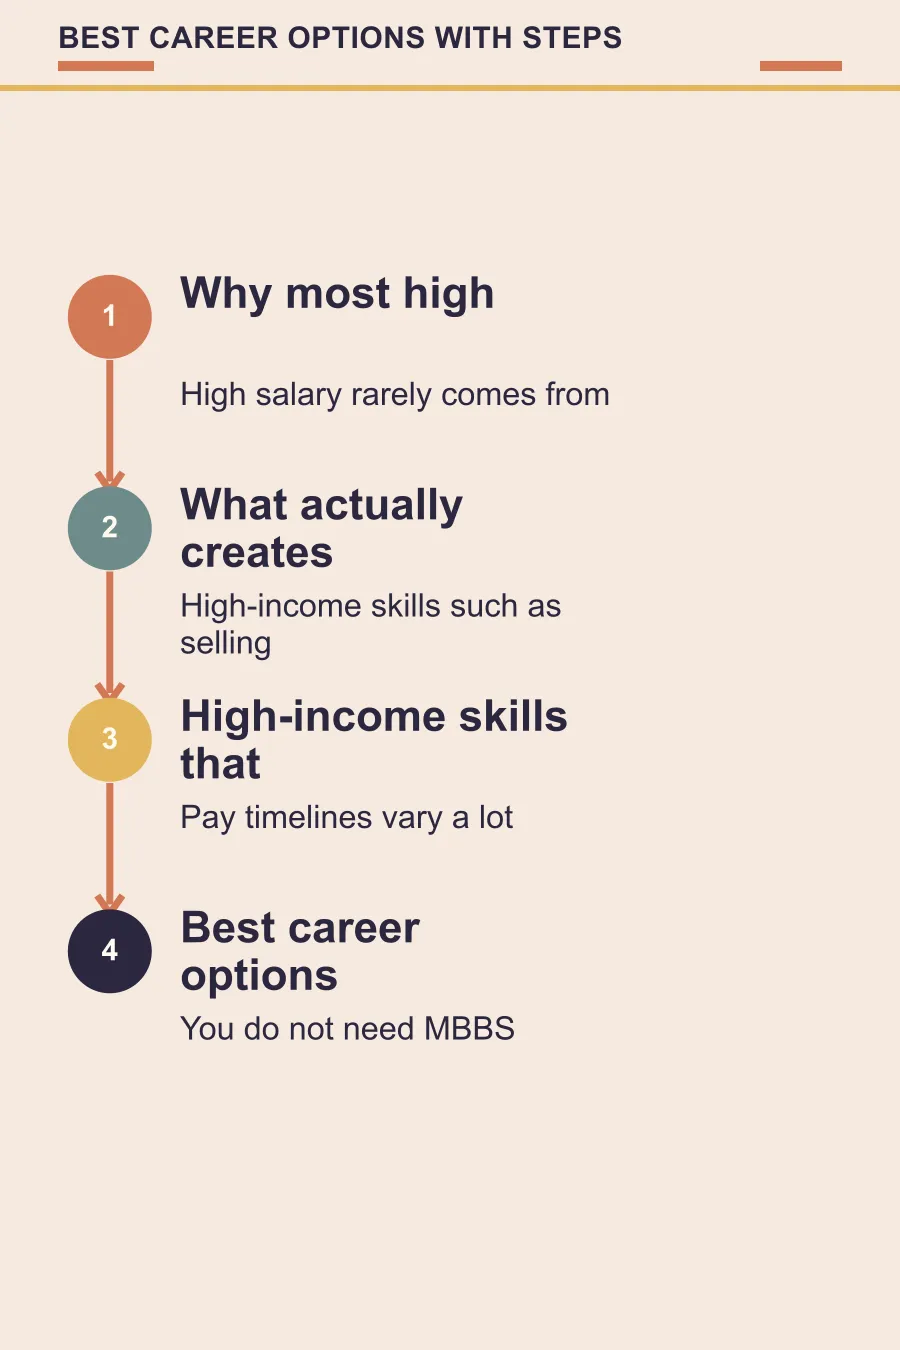 BEST CAREER OPTIONS WITH STEPS
1
Why most high
High salary rarely comes from
2
What actually
creates
High-income skills such as
selling
3
High-income skills
that
Pay timelines vary a lot
4
Best career
options
You do not need MBBS